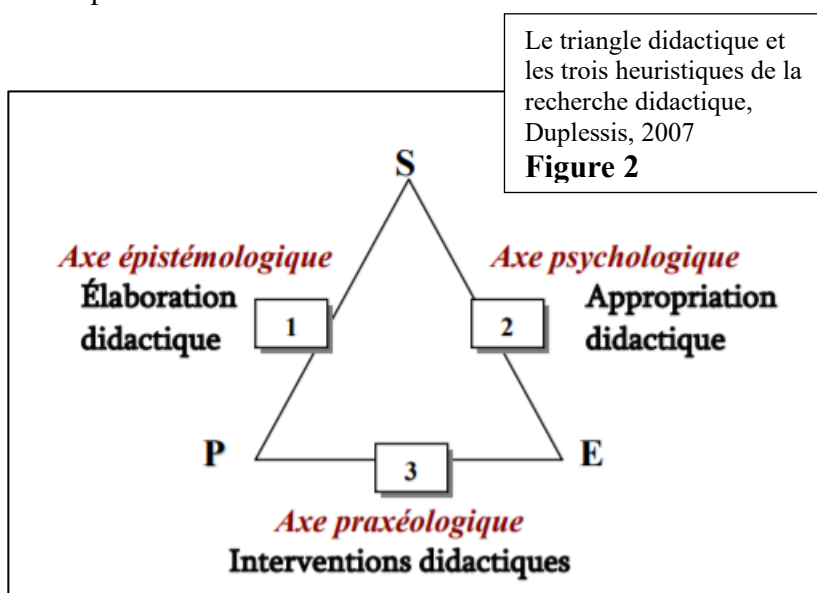 Le triangle didactique et
les trois heuristiques de la
recherche didactique,
Duplessis, 2007
Figure 2
S
Axe épistémologique
Élaboration
didactique
1
Axe psychologique
Appropriation
didactique
2
P
E
3
Axe praxéologique
Interventions didactiques